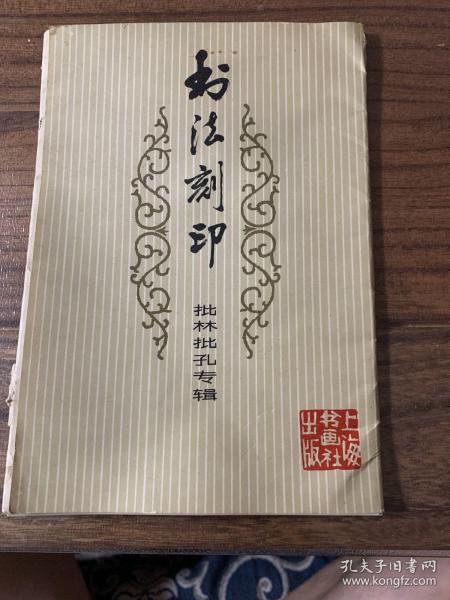 书法刻印
批林批孔专辑
上海
书画社
出版
孔夫子旧书网
www.kongfz.com